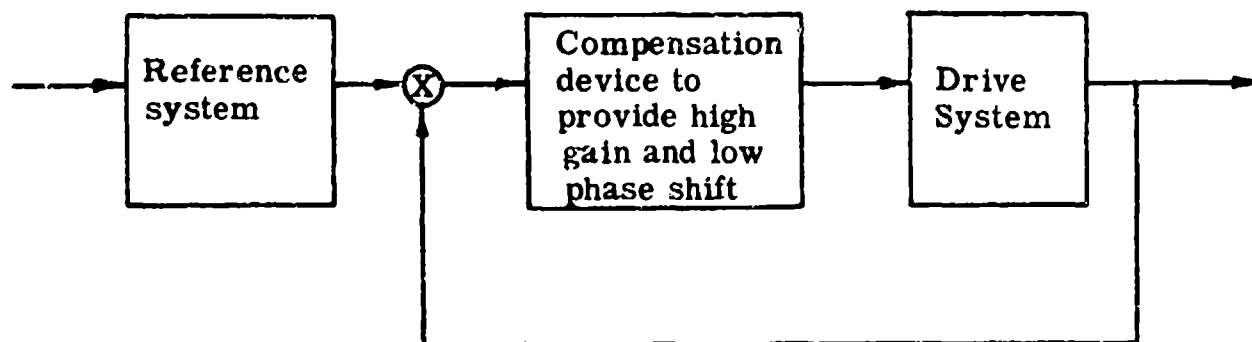 Reference
system
X
Compensation
device to
provide high
gain and low
phase shift
Drive
System